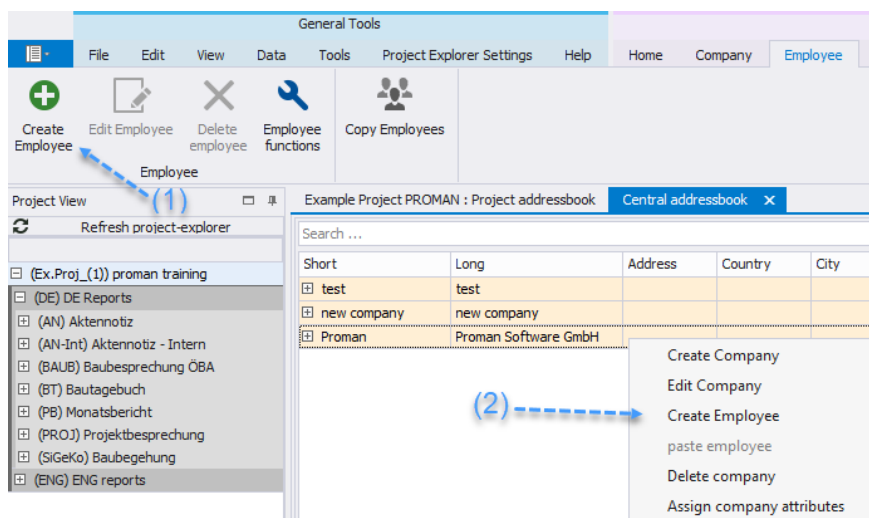 General Tools
File Edit View Data Tools Project Explorer Settings Help Home Company Employee
Create Employee
Edit Employee
Delete employee
Employee functions
Copy Employees
Employee
(1)
Project View
Example Project PROMAN : Project addressbook
Central addressbook
Refresh project-explorer
Search ...
Short Long Address Country City
test test
new company new company
Proman Proman Software GmbH
(Ex.Proj_(1)) proman training
(DE) DE Reports
(AN) Aktennotiz
(AN-Int) Aktennotiz - Intern
(BAUB) Baubesprechung ÖBA
(BT) Bautagebuch
(PB) Monatsbericht
(PROJ) Projektbesprechung
(SiGeKo) Baubegehung
(ENG) ENG reports
(2)
Create Company
Edit Company
Create Employee
paste employee
Delete company
Assign company attributes